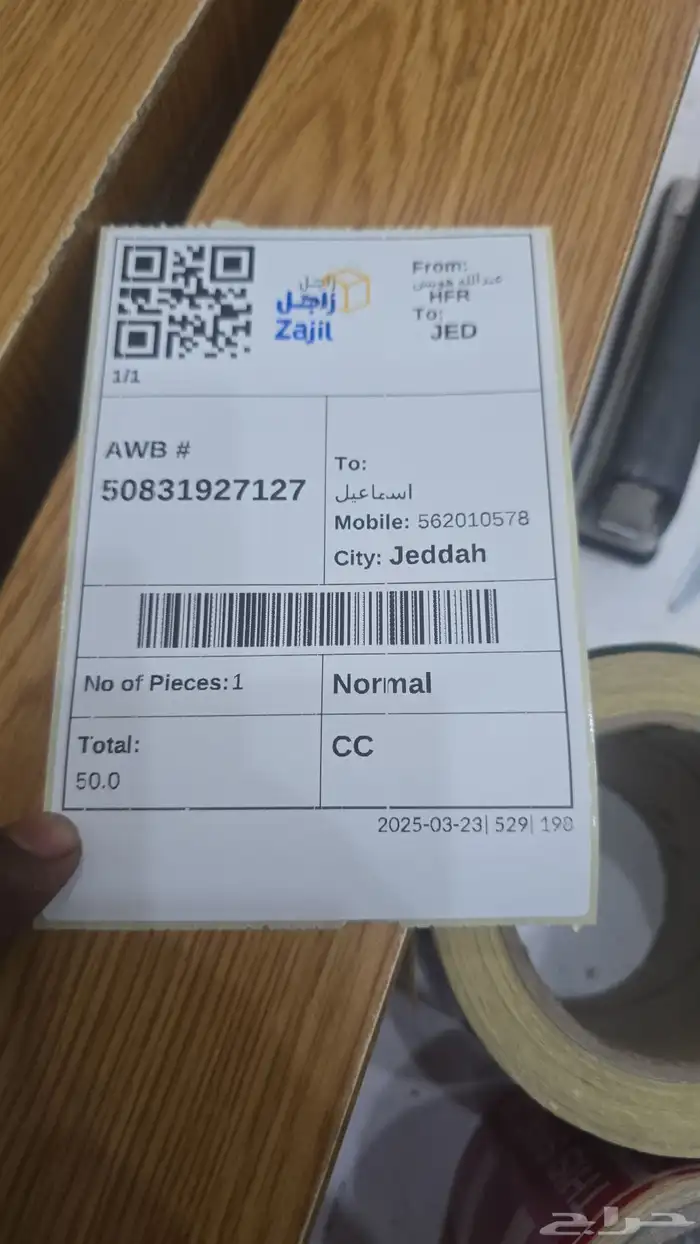 زاجل
زاجل
Zajil
From:
عبدالله
HFR
To:
JED
1/1
AWB #
50831927127
To:
اسماعيل
Mobile: 562010578
City: Jeddah
No of Pieces:1
Normal
Total:
50.0
CC
2025-03-23| 529| 198
حراج